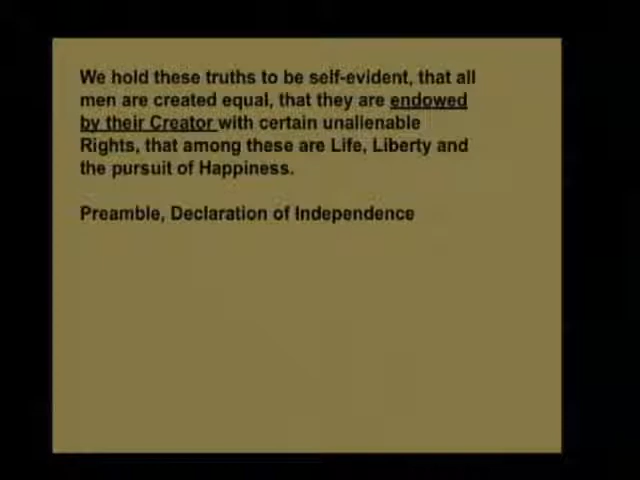 We hold these truths to be self-evident, that all
men are created equal, that they are endowed
by their Creator with certain unalienable
Rights, that among these are Life, Liberty and
the pursuit of Happiness.
Preamble, Declaration of Independence